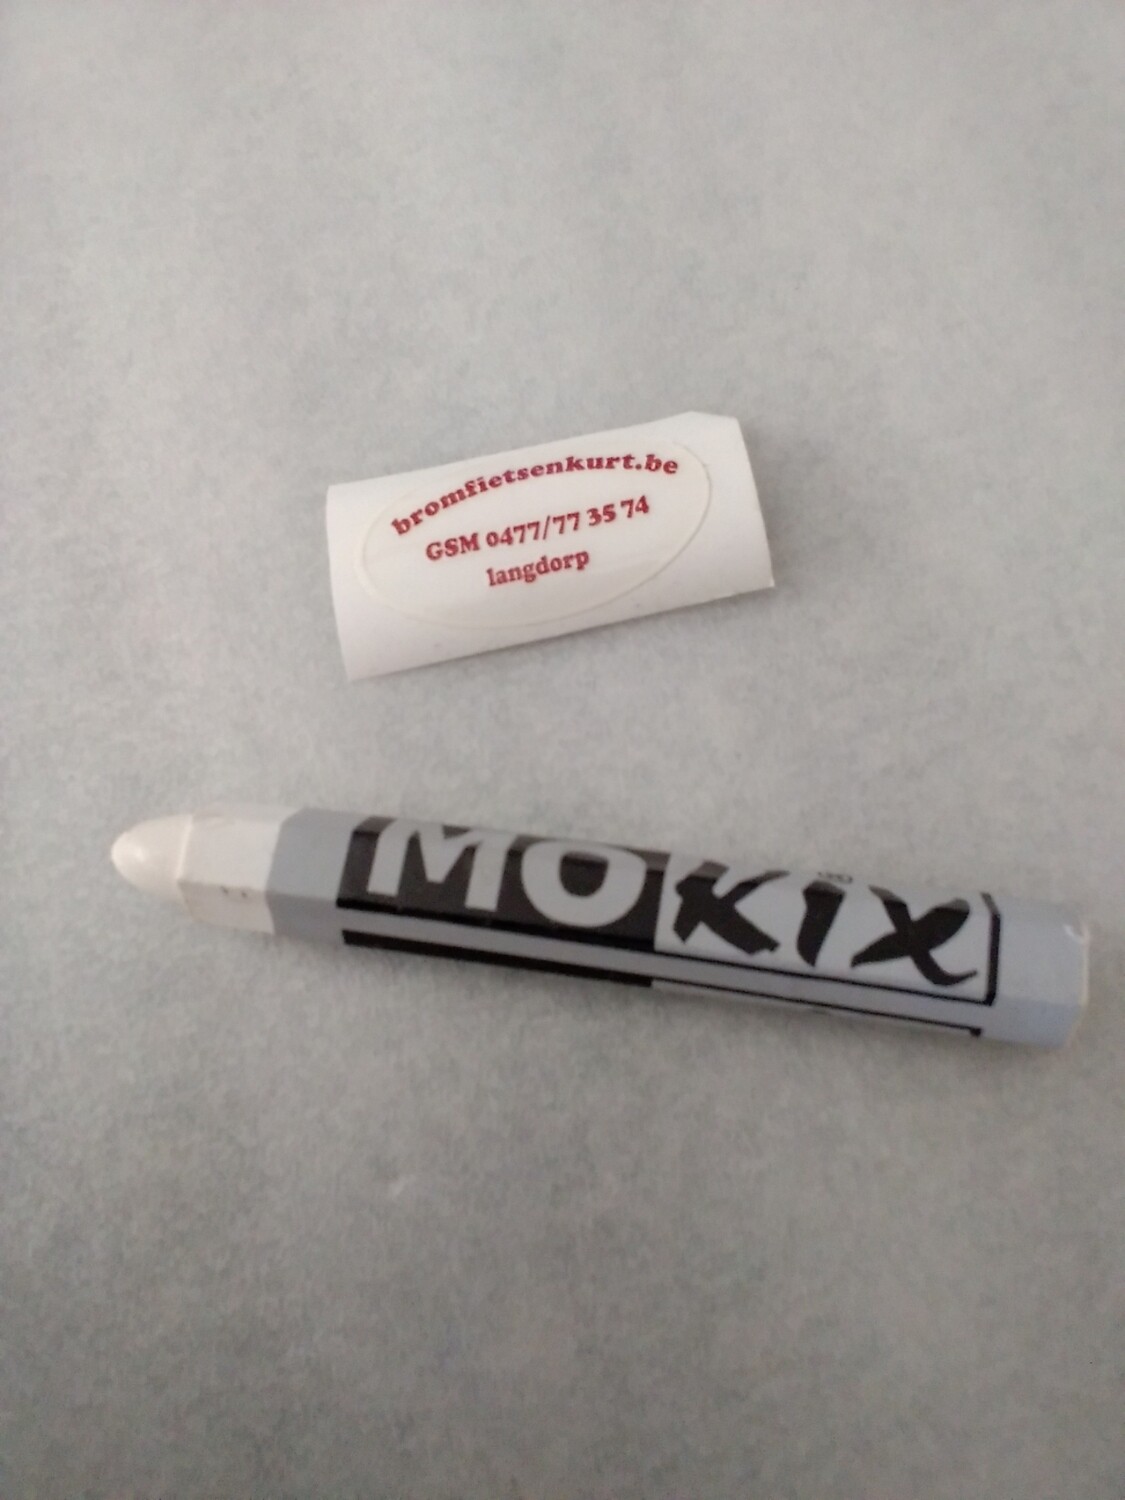 bromfietsenkurt.be
GSM 0477/77 35 74
langdorp
MOKix